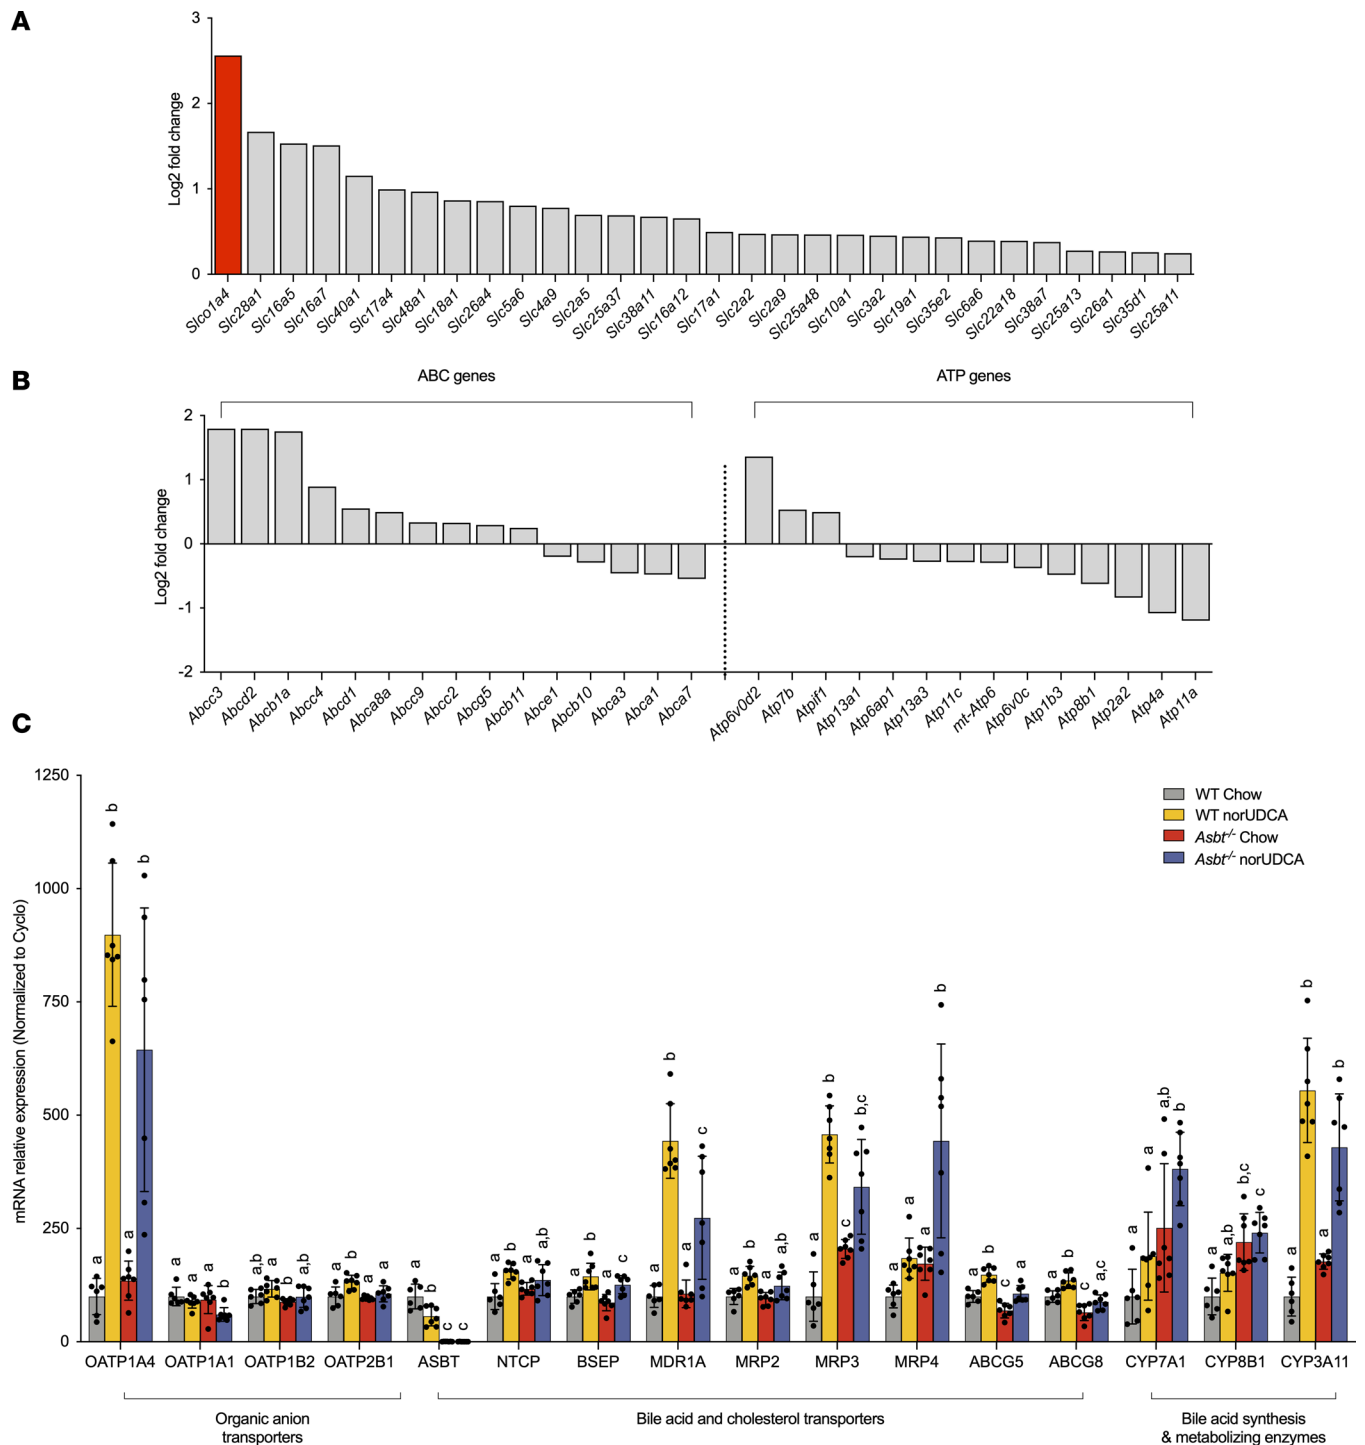 A
3
2
1
0
Log2 fold change
Slco1a4
Slc28a1
Slc16a5
Slc16a7
Slc40a1
Slc17a4
Slc48a1
Slc18a1
Slc26a4
Slc5a6
Slc4a9
Slc2a5
Slc25a37
Slc38a11
Slc16a12
Slc17a1
Slc2a2
Slc2a9
Slc25a48
Slc10a1
Slc3a2
Slc19a1
Slc35e2
Slc6a6
Slc22a18
Slc38a7
Slc25a13
Slc26a1
Slc35d1
Slc25a11
B
ABC genes
ATP genes
2
1
0
-1
-2
Log2 fold change
Abcc3
Abcd2
Abcb1a
Abcc4
Abcd1
Abca8a
Abcc9
Abcc2
Abcg5
Abcb11
Abce1
Abcb10
Abca3
Abca1
Abca7
Atp6v0d2
Atp7b
Atpif1
Atp13a1
Atp6ap1
Atp13a3
Atp11c
mt-Atp6
Atp6v0c
Atp1b3
Atp8b1
Atp2a2
Atp4a
Atp11a
C
1250
1000
750
500
250
0
mRNA relative expression (Normalized to Cyclo)
WT Chow
WT norUDCA
Asbt-/- Chow
Asbt-/- norUDCA
a b a b
a a a b
a,b a b a,b
a b a a
a b c c
a b a a,b
a b a c
a b a c
a b a a,b
a b c b,c
a a a b
a b c a
a b c a,c
a a a,b b
a a,b b,c c
a b a b
OATP1A4
OATP1A1
OATP1B2
OATP2B1
ASBT
NTCP
BSEP
MDR1A
MRP2
MRP3
MRP4
ABCG5
ABCG8
CYP7A1
CYP8B1
CYP3A11
Organic anion
transporters
Bile acid and cholesterol transporters
Bile acid synthesis
& metabolizing enzymes